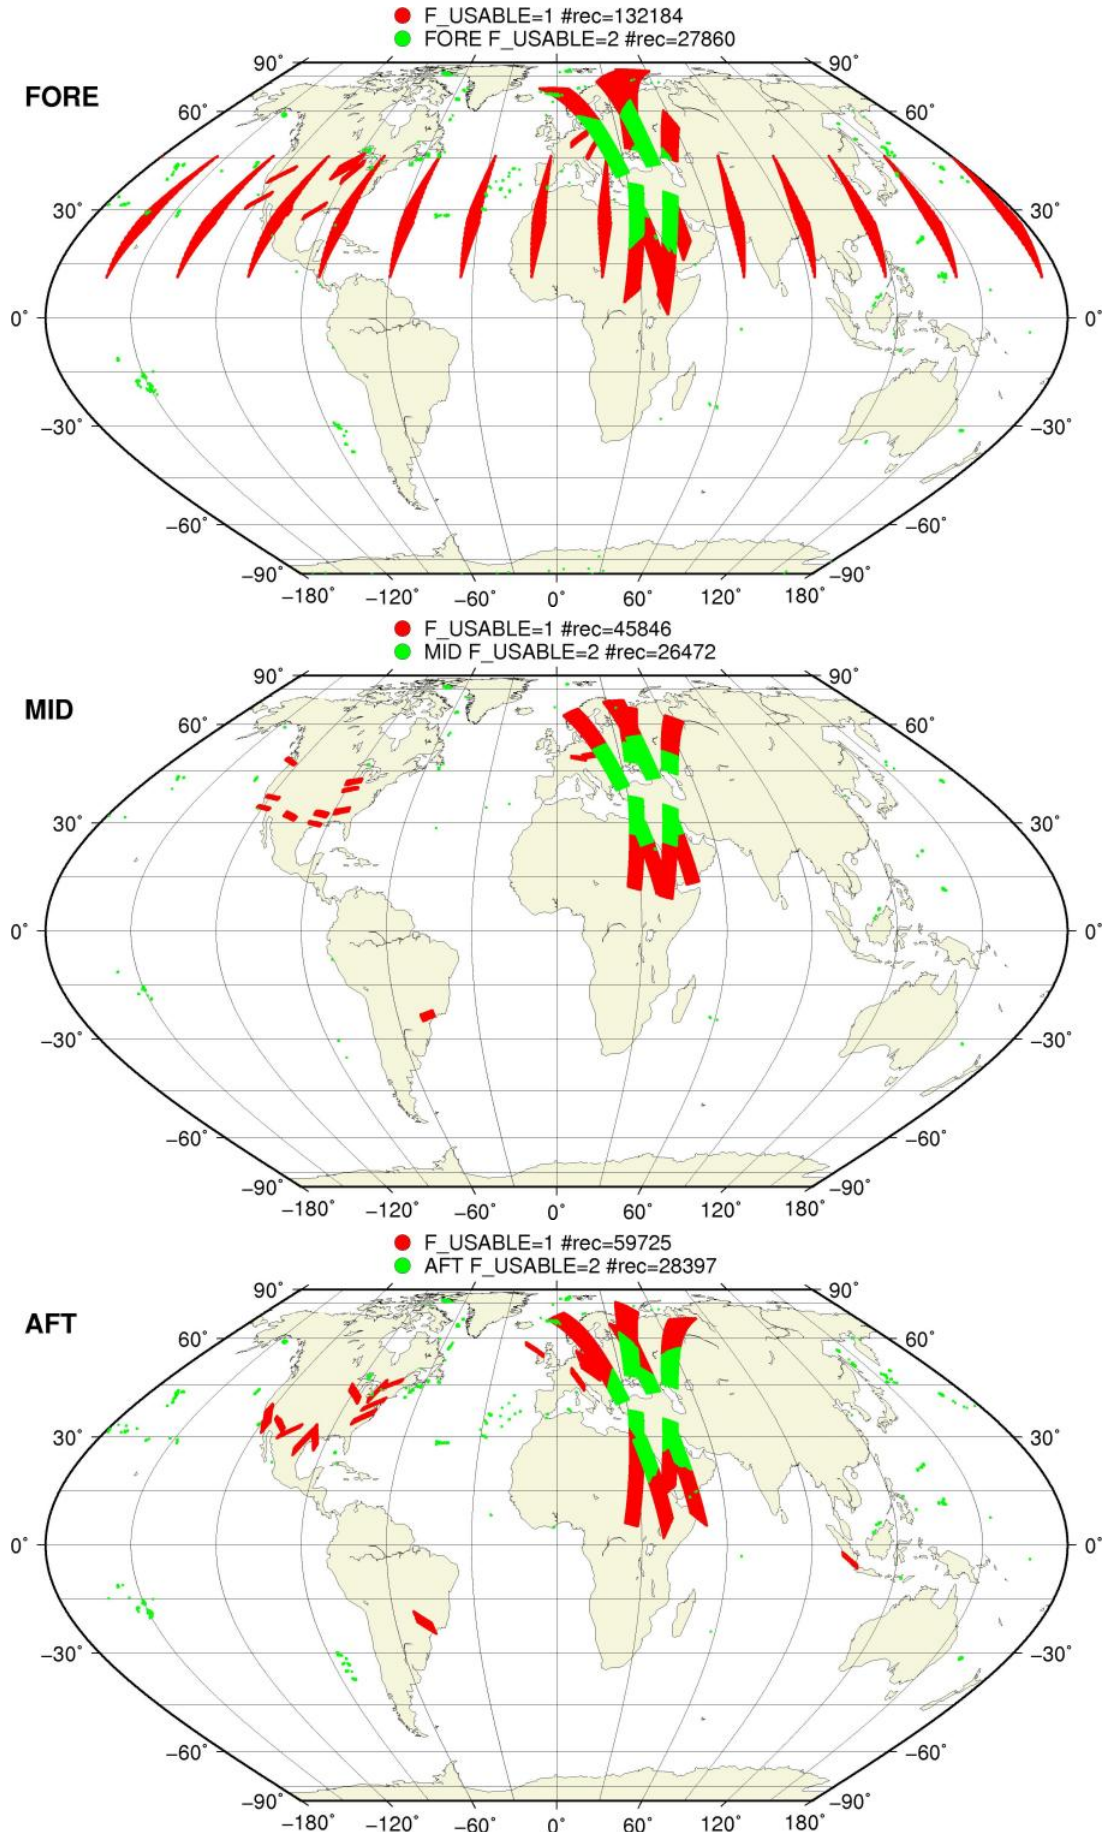 F_USABLE=1 #rec=132184
FORE F_USABLE=2 #rec=27860
FORE
90° 90°
60° 60°
30° 30°
0° 0°
−30° −30°
−60° −60°
−90° −90°
−180° −120° −60° 0° 60° 120° 180°
F_USABLE=1 #rec=45846
MID F_USABLE=2 #rec=26472
MID
90° 90°
60° 60°
30° 30°
0° 0°
−30° −30°
−60° −60°
−90° −90°
−180° −120° −60° 0° 60° 120° 180°
F_USABLE=1 #rec=59725
AFT F_USABLE=2 #rec=28397
AFT
90° 90°
60° 60°
30° 30°
0° 0°
−30° −30°
−60° −60°
−90° −90°
−180° −120° −60° 0° 60° 120° 180°